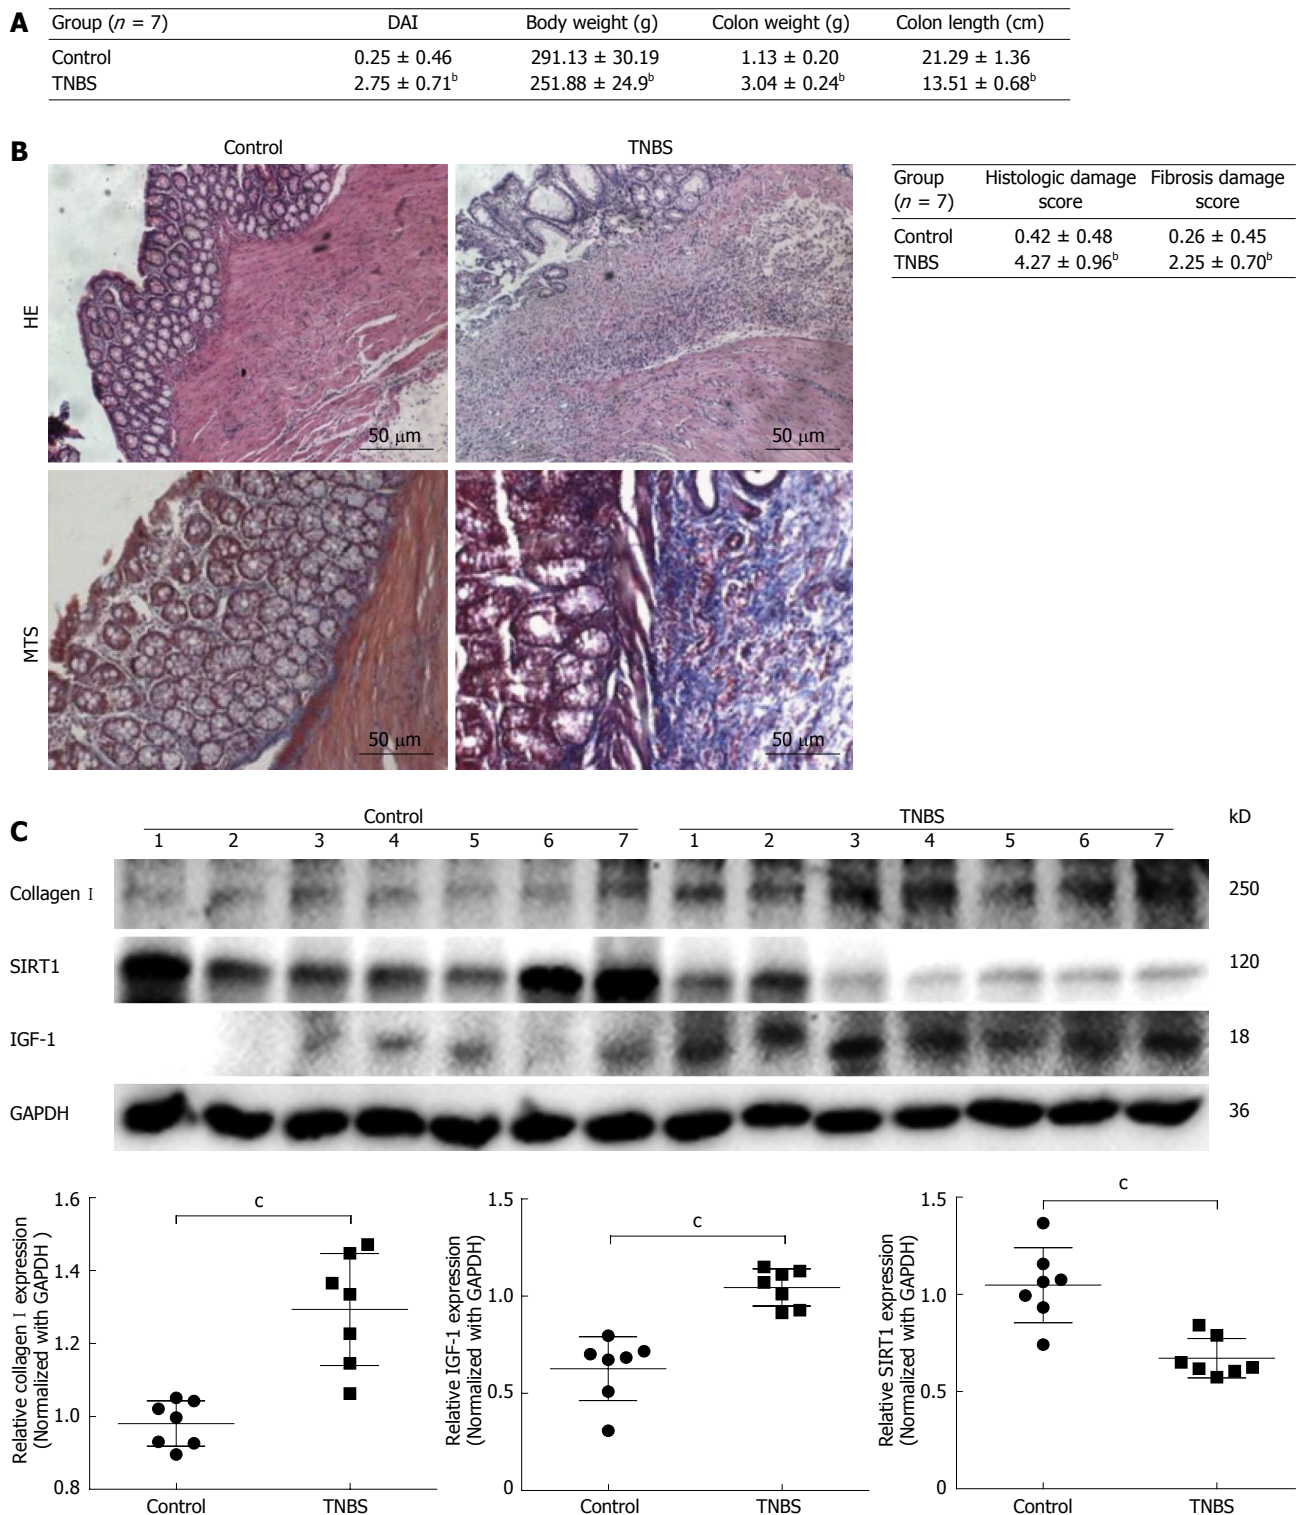 A
Group (n = 7) DAI Body weight (g) Colon weight (g) Colon length (cm)
Control 0.25 ± 0.46 291.13 ± 30.19 1.13 ± 0.20 21.29 ± 1.36
TNBS 2.75 ± 0.71ᵇ 251.88 ± 24.9ᵇ 3.04 ± 0.24ᵇ 13.51 ± 0.68ᵇ
B
Control TNBS
HE
50 μm
50 μm
MTS
50 μm
50 μm
Group Histologic damage Fibrosis damage
(n = 7) score score
Control 0.42 ± 0.48 0.26 ± 0.45
TNBS 4.27 ± 0.96ᵇ 2.25 ± 0.70ᵇ
C
Control TNBS kD
1 2 3 4 5 6 7 1 2 3 4 5 6 7
Collagen Ⅰ 250
SIRT1 120
IGF-1 18
GAPDH 36
Relative collagen Ⅰ expression
(Normalized with GAPDH )
1.6
1.4
1.2
1.0
0.8
c
Control TNBS
Relative IGF-1 expression
(Normalized with GAPDH)
1.5
1.0
0.5
0
c
Control TNBS
Relative SIRT1 expression
(Normalized with GAPDH)
1.5
1.0
0.5
0
c
Control TNBS